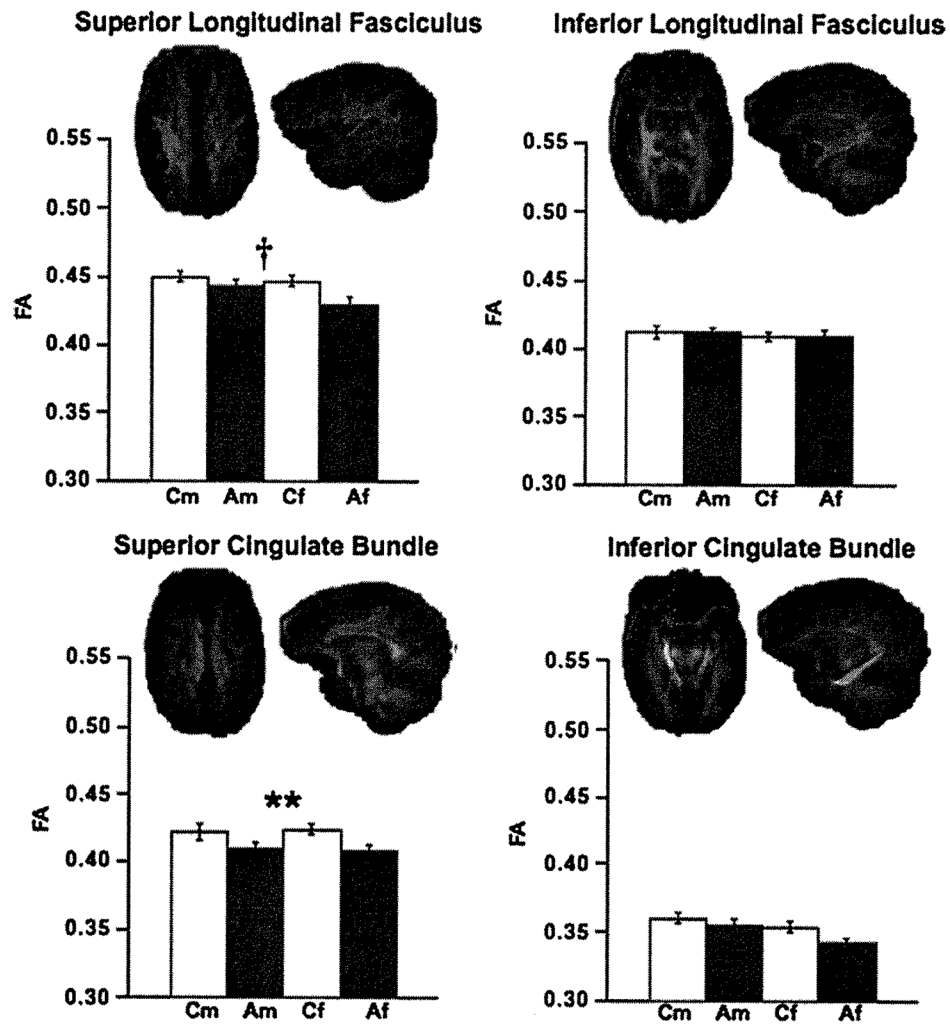 Superior Longitudinal Fasciculus
0.55
0.50
0.45
0.40
0.35
0.30
FA
†
Cm Am Cf Af
Inferior Longitudinal Fasciculus
0.55
0.50
0.45
0.40
0.35
0.30
FA
Cm Am Cf Af
Superior Cingulate Bundle
0.55
0.50
0.45
0.40
0.35
0.30
FA
**
Cm Am Cf Af
Inferior Cingulate Bundle
0.55
0.50
0.45
0.40
0.35
0.30
FA
Cm Am Cf Af